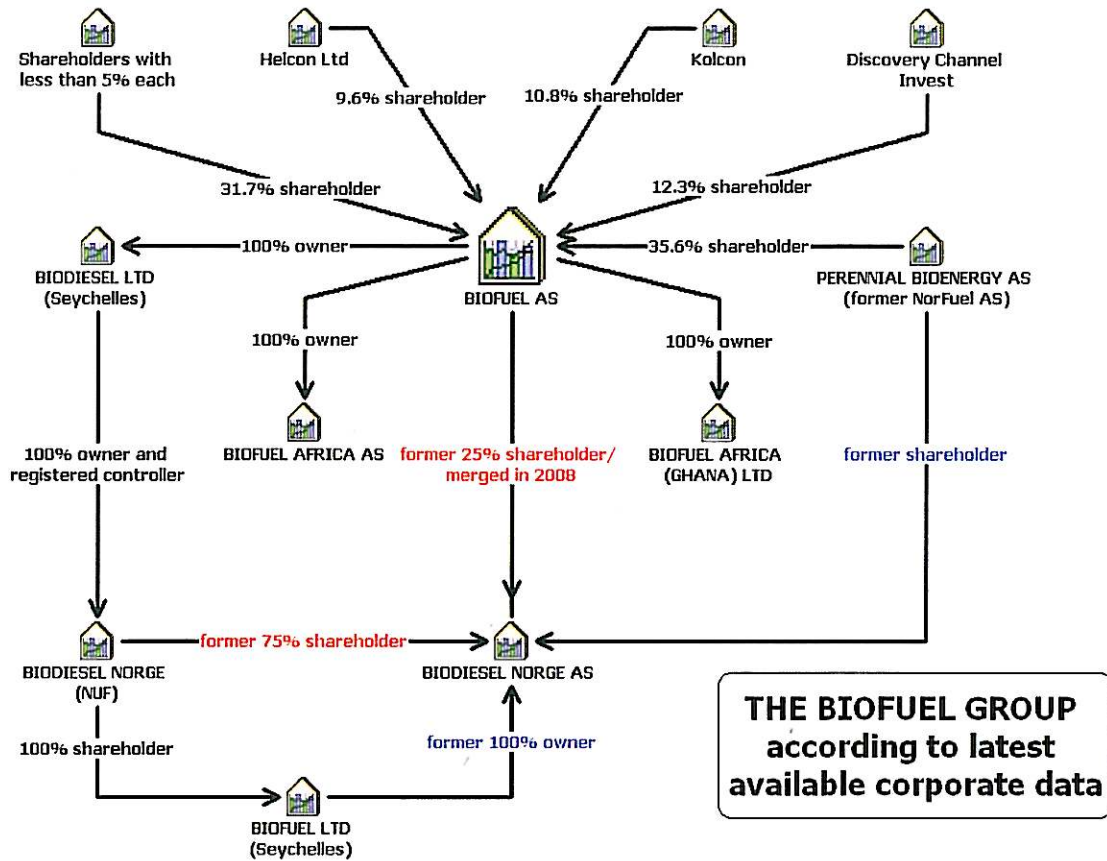 Shareholders with
less than 5% each
Helcon Ltd
Kolcon
Discovery Channel
Invest
9.6% shareholder
10.8% shareholder
31.7% shareholder
12.3% shareholder
100% owner
35.6% shareholder
BIODIESEL LTD
(Seychelles)
BIOFUEL AS
PERENNIAL BIOENERGY AS
(former NorFuel AS)
100% owner
100% owner
100% owner and
registered controller
BIOFUEL AFRICA AS
former 25% shareholder/
merged in 2008
BIOFUEL AFRICA
(GHANA) LTD
former shareholder
former 75% shareholder
BIODIESEL NORGE
(NUF)
BIODIESEL NORGE AS
100% shareholder
former 100% owner
BIOFUEL LTD
(Seychelles)
THE BIOFUEL GROUP
according to latest
available corporate data